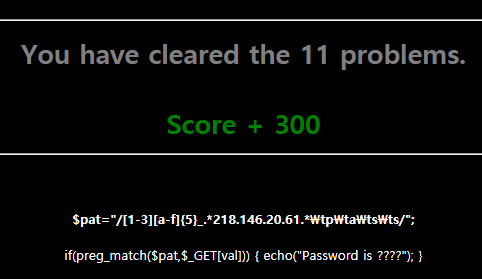 You have cleared the 11 problems.
Score + 300
$pat="/[1-3][a-f]{5}_.*218.146.20.61.*₩tp₩ta₩ts₩ts/";
if(preg_match($pat,$_GET[val])) { echo("Password is ????"); }